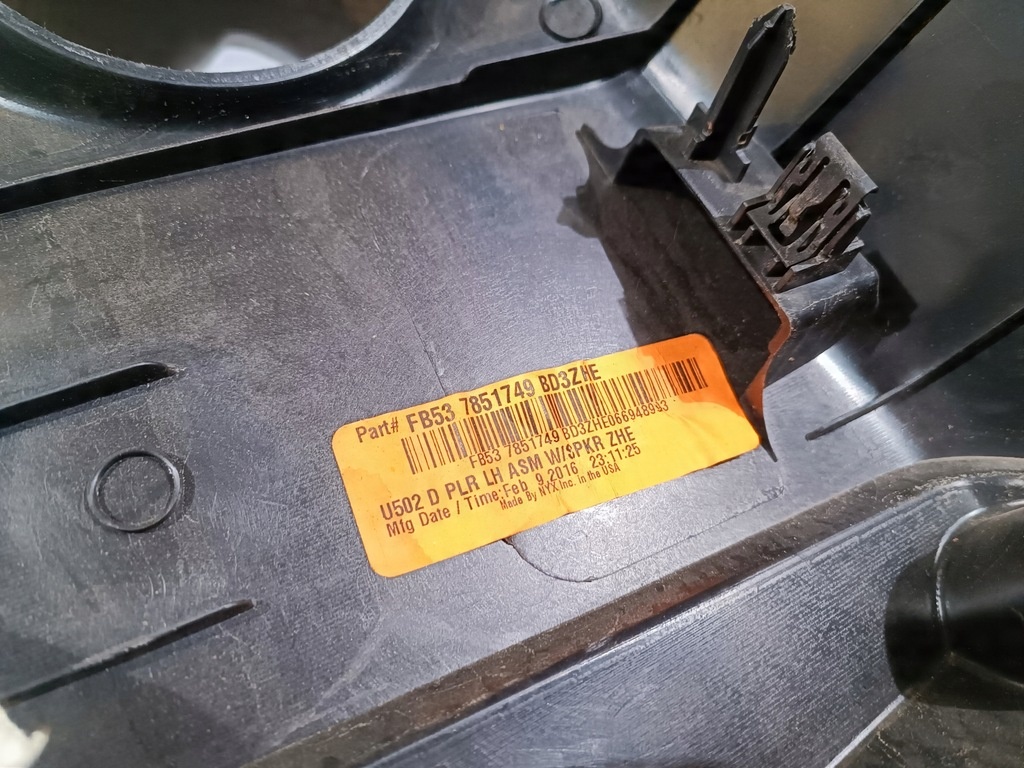 Part# FB53 7851749 BD3ZHE
FB53 7851749 BD3ZHE066948993
U502 D PLR LH ASM W/SPKR ZHE
Mfg Date / Time: Feb 9,2016 23:11:25
Made By NYX Inc. In the USA